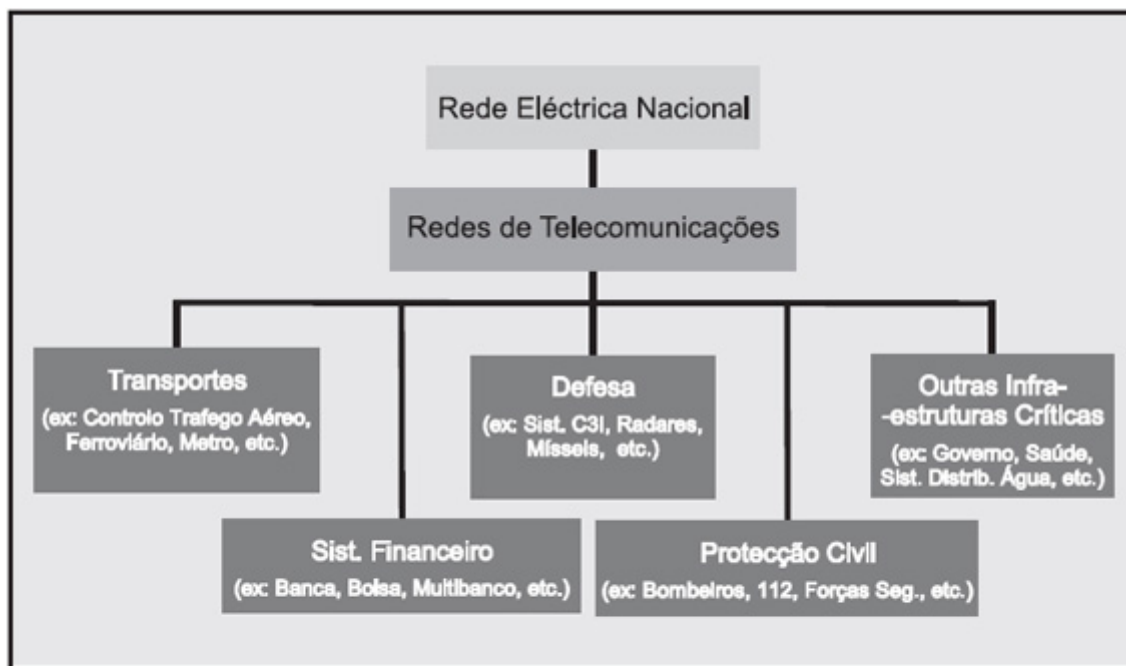 Rede Eléctrica Nacional
Redes de Telecomunicações
Transportes
(ex: Controlo Trafego Aéreo,
Ferroviário, Metro, etc.)
Defesa
(ex: Sist. C3I, Radares,
Mísseis, etc.)
Outras Infra-
-estruturas Críticas
(ex: Governo, Saúde,
Sist. Distrib. Água, etc.)
Sist. Financeiro
(ex: Banca, Bolsa, Multibanco, etc.)
Protecção Civil
(ex: Bombeiros, 112, Forças Seg., etc.)